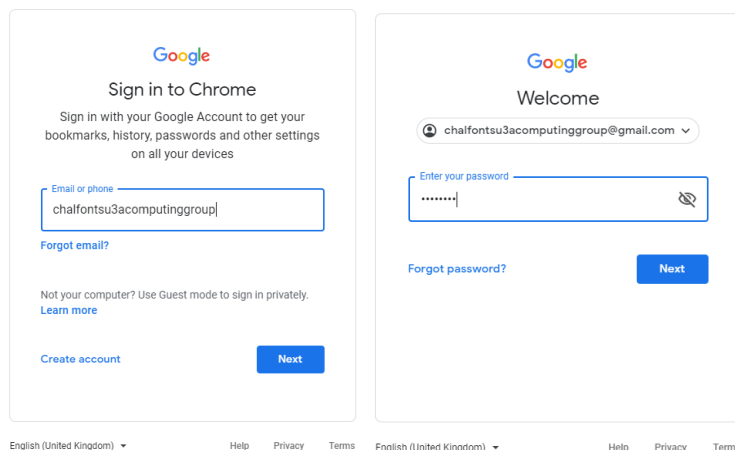 Google
Sign in to Chrome
Sign in with your Google Account to get your
bookmarks, history, passwords and other settings
on all your devices
Email or phone
chalfontsu3acomputinggroup
Forgot email?
Not your computer? Use Guest mode to sign in privately.
Learn more
Create account
Next
English (United Kingdom)
Help
Privacy
Terms
Google
Welcome
chalfontsu3acomputinggroup@gmail.com
Enter your password
••••••••
Forgot password?
Next
English (United Kingdom)
Help
Privacy
Term